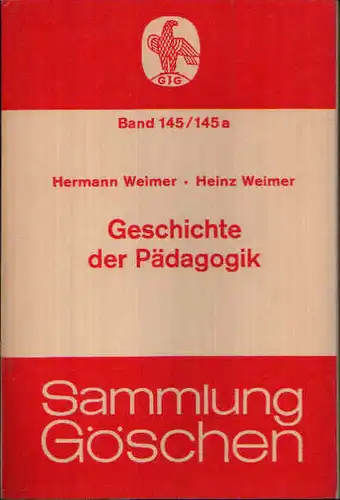 GJG
Band 145/145a
Hermann Weimer · Heinz Weimer
Geschichte
der Pädagogik
Sammlung
Göschen